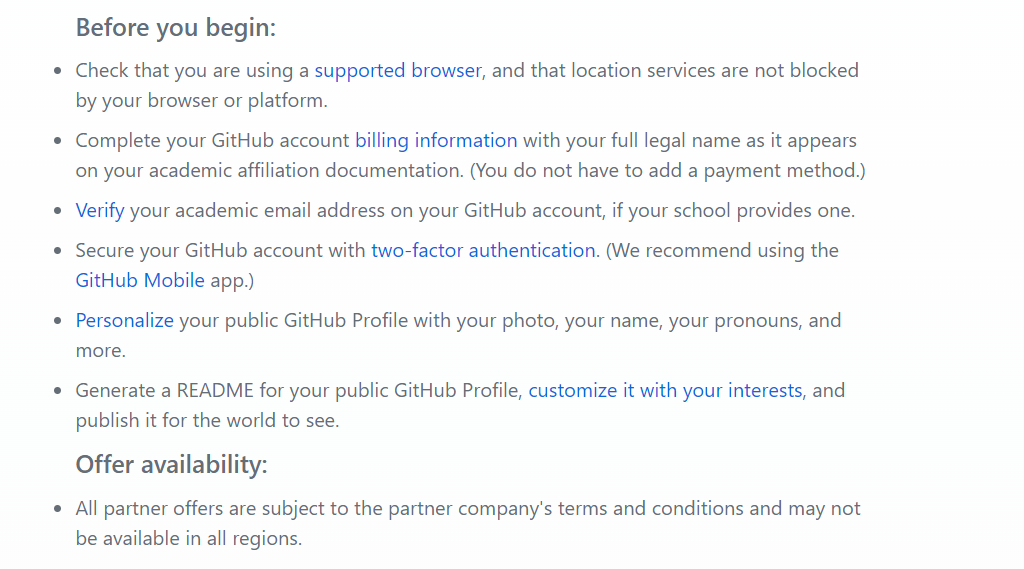 Before you begin:
Check that you are using a supported browser, and that location services are not blocked
by your browser or platform.
Complete your GitHub account billing information with your full legal name as it appears
on your academic affiliation documentation. (You do not have to add a payment method.)
Verify your academic email address on your GitHub account, if your school provides one.
Secure your GitHub account with two-factor authentication. (We recommend using the
GitHub Mobile app.)
Personalize your public GitHub Profile with your photo, your name, your pronouns, and
more.
Generate a README for your public GitHub Profile, customize it with your interests, and
publish it for the world to see.
Offer availability:
All partner offers are subject to the partner company's terms and conditions and may not
be available in all regions.